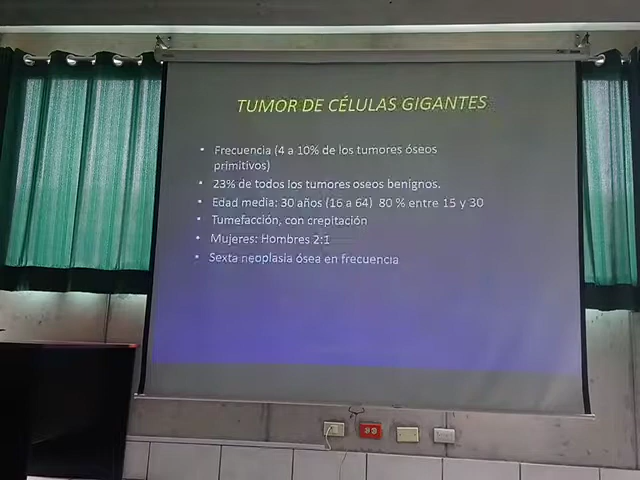 TUMOR DE CÉLULAS GIGANTES
• Frecuencia (4 a 10% de los tumores óseos
primitivos)
• 23% de todos los tumores oseos benignos.
• Edad media: 30 años (16 a 64) 80 % entre 15 y 30
• Tumefacción, con crepitación
• Mujeres: Hombres 2:1
• Sexta neoplasia ósea en frecuencia